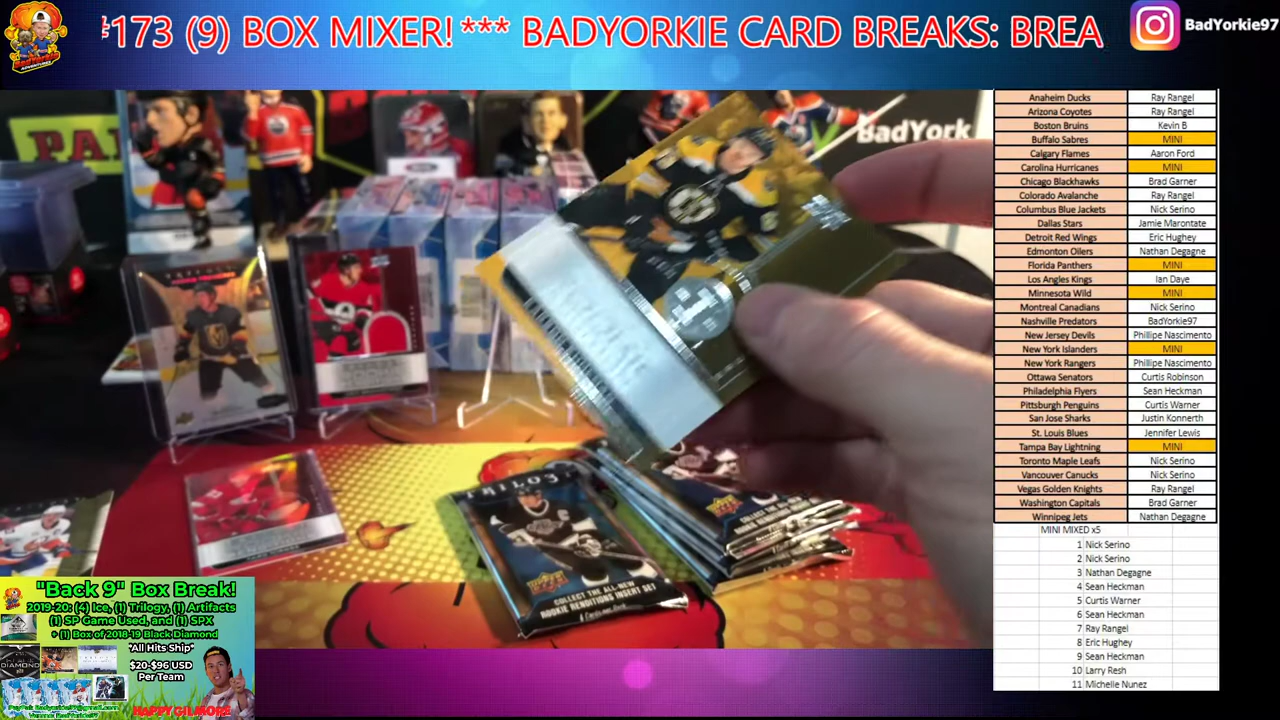 #173 (9) BOX MIXER! *** BADYORKIE CARD BREAKS: BREA
BadYorkie97
BadYork
Anaheim Ducks Ray Rangel
Arizona Coyotes Ray Rangel
Boston Bruins Kevin B
Buffalo Sabres MINI
Calgary Flames Aaron Ford
Carolina Hurricanes MINI
Chicago Blackhawks Brad Garner
Colorado Avalanche Ray Rangel
Columbus Blue Jackets Nick Serino
Dallas Stars Jamie Marontate
Detroit Red Wings Eric Hughey
Edmonton Oilers Nathan Degagne
Florida Panthers MINI
Los Angeles Kings Ian Daye
Minnesota Wild MINI
Montreal Canadians Nick Serino
Nashville Predators BadYorkie97
New Jersey Devils Phillipe Nascimento
New York Islanders MINI
New York Rangers Phillipe Nascimento
Ottawa Senators Curtis Robinson
Philadelphia Flyers Sean Heckman
Pittsburgh Penguins Curtis Warner
San Jose Sharks Justin Konnerth
St. Louis Blues Jennifer Lewis
Tampa Bay Lightning MINI
Toronto Maple Leafs Nick Serino
Vancouver Canucks Nick Serino
Vegas Golden Knights Ray Rangel
Washington Capitals Brad Garner
Winnipeg Jets Nathan Degagne
MINI MIXED x5
1 Nick Serino
2 Nick Serino
3 Nathan Degagne
4 Sean Heckman
5 Curtis Warner
6 Sean Heckman
7 Ray Rangel
8 Eric Hughey
9 Sean Heckman
10 Larry Resh
11 Michelle Nunez
TRILOGY
UPPER DECK
COLLECT THE ALL-NEW
ROOKIE RENDITIONS INSERT SET
"Back 9" Box Break!
2019-20: (4) Ice, (1) Trilogy, (1) Artifacts
(1) SP Game Used, and (1) SPX
+ (1) Box of 2018-19 Black Diamond
*All Hits Ship*
$20-$96 USD
Per Team
DIAMOND
HAPPY GILMORE